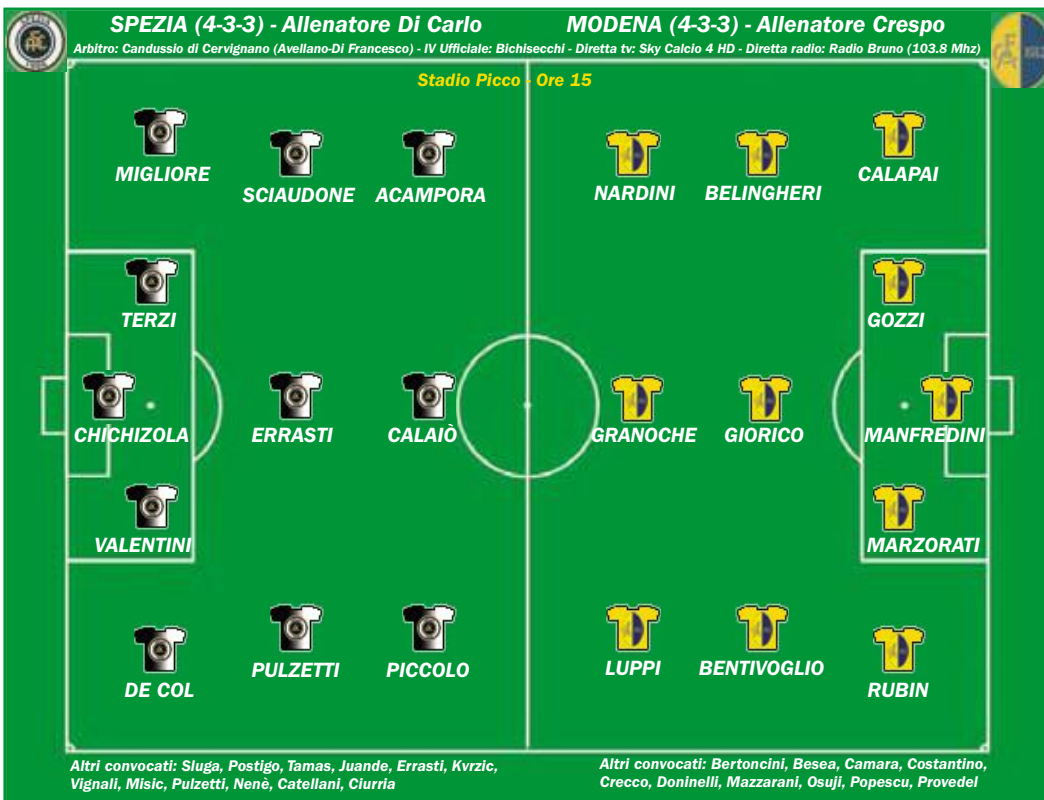 SPEZIA (4-3-3) - Allenatore Di Carlo
MODENA (4-3-3) - Allenatore Crespo
Arbitro: Candussio di Cervignano (Avellano-Di Francesco) - IV Ufficiale: Bichisecchi - Diretta tv: Sky Calcio 4 HD - Diretta radio: Radio Bruno (103.8 Mhz)
Stadio Picco - Ore 15
MIGLIORE
SCIAUDONE
ACAMPORA
NARDINI
BELINGHERI
CALAPAI
TERZI
GOZZI
CHICHIZOLA
ERRASTI
CALAIÒ
GRANOCHE
GIORICO
MANFREDINI
VALENTINI
MARZORATI
DE COL
PULZETTI
PICCOLO
LUPPI
BENTIVOGLIO
RUBIN
Altri convocati: Sluga, Postigo, Tamas, Juande, Errasti, Kvrzic,
Vignali, Misic, Pulzetti, Nenè, Catellani, Ciurria
Altri convocati: Bertoncini, Besea, Camara, Costantino,
Crecco, Doninelli, Mazzarani, Osuji, Popescu, Provedel